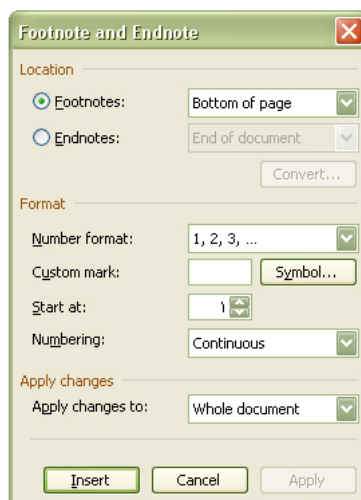 Footnote and Endnote
Location
Footnotes: Bottom of page
Endnotes: End of document
Convert...
Format
Number format: 1, 2, 3, ...
Custom mark: Symbol...
Start at: ١
Numbering: Continuous
Apply changes
Apply changes to: Whole document
Insert Cancel Apply